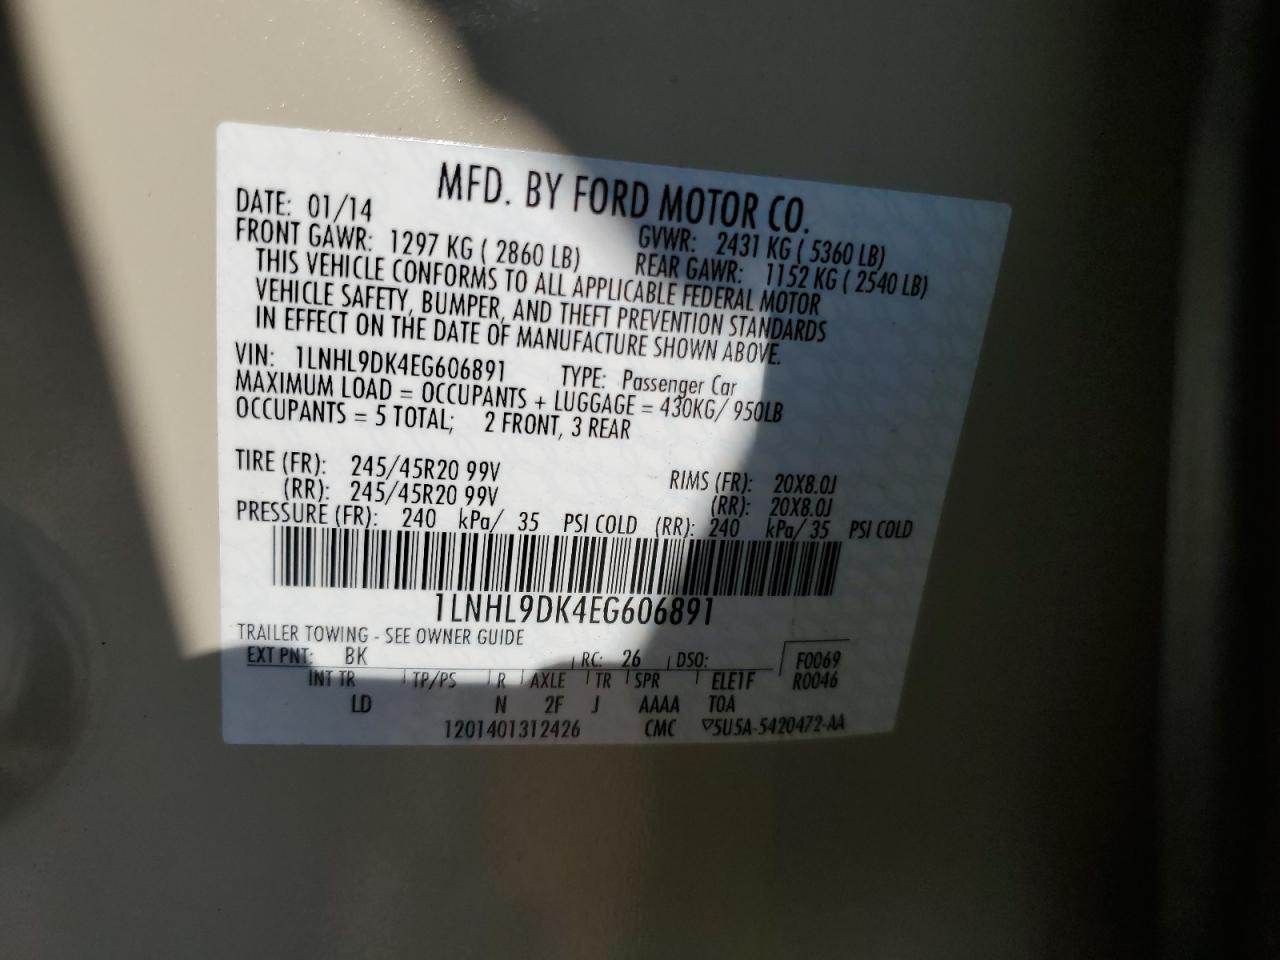 MFD. BY FORD MOTOR CO.
DATE: 01/14 GVWR: 2431 KG ( 5360 LB)
FRONT GAWR: 1297 KG ( 2860 LB) REAR GAWR: 1152 KG ( 2540 LB)
THIS VEHICLE CONFORMS TO ALL APPLICABLE FEDERAL MOTOR
VEHICLE SAFETY, BUMPER, AND THEFT PREVENTION STANDARDS
IN EFFECT ON THE DATE OF MANUFACTURE SHOWN ABOVE.
VIN: 1LNHL9DK4EG606891 TYPE: Passenger Car
MAXIMUM LOAD = OCCUPANTS + LUGGAGE = 430KG/ 950LB
OCCUPANTS = 5 TOTAL; 2 FRONT, 3 REAR
TIRE (FR): 245/45R20 99V RIMS (FR): 20X8.0J
(RR): 245/45R20 99V (RR): 20X8.0J
PRESSURE (FR): 240 kPa/ 35 PSI COLD (RR): 240 kPa/ 35 PSI COLD
1LNHL9DK4EG606891
TRAILER TOWING - SEE OWNER GUIDE
EXT PNT: BK RC: 26 DSO: F0069
INT TR TP/PS R AXLE TR SPR ELE1F R0046
LD N 2F J AAAA T0A
1201401312426 CMC ▽5U5A-5420472-AA